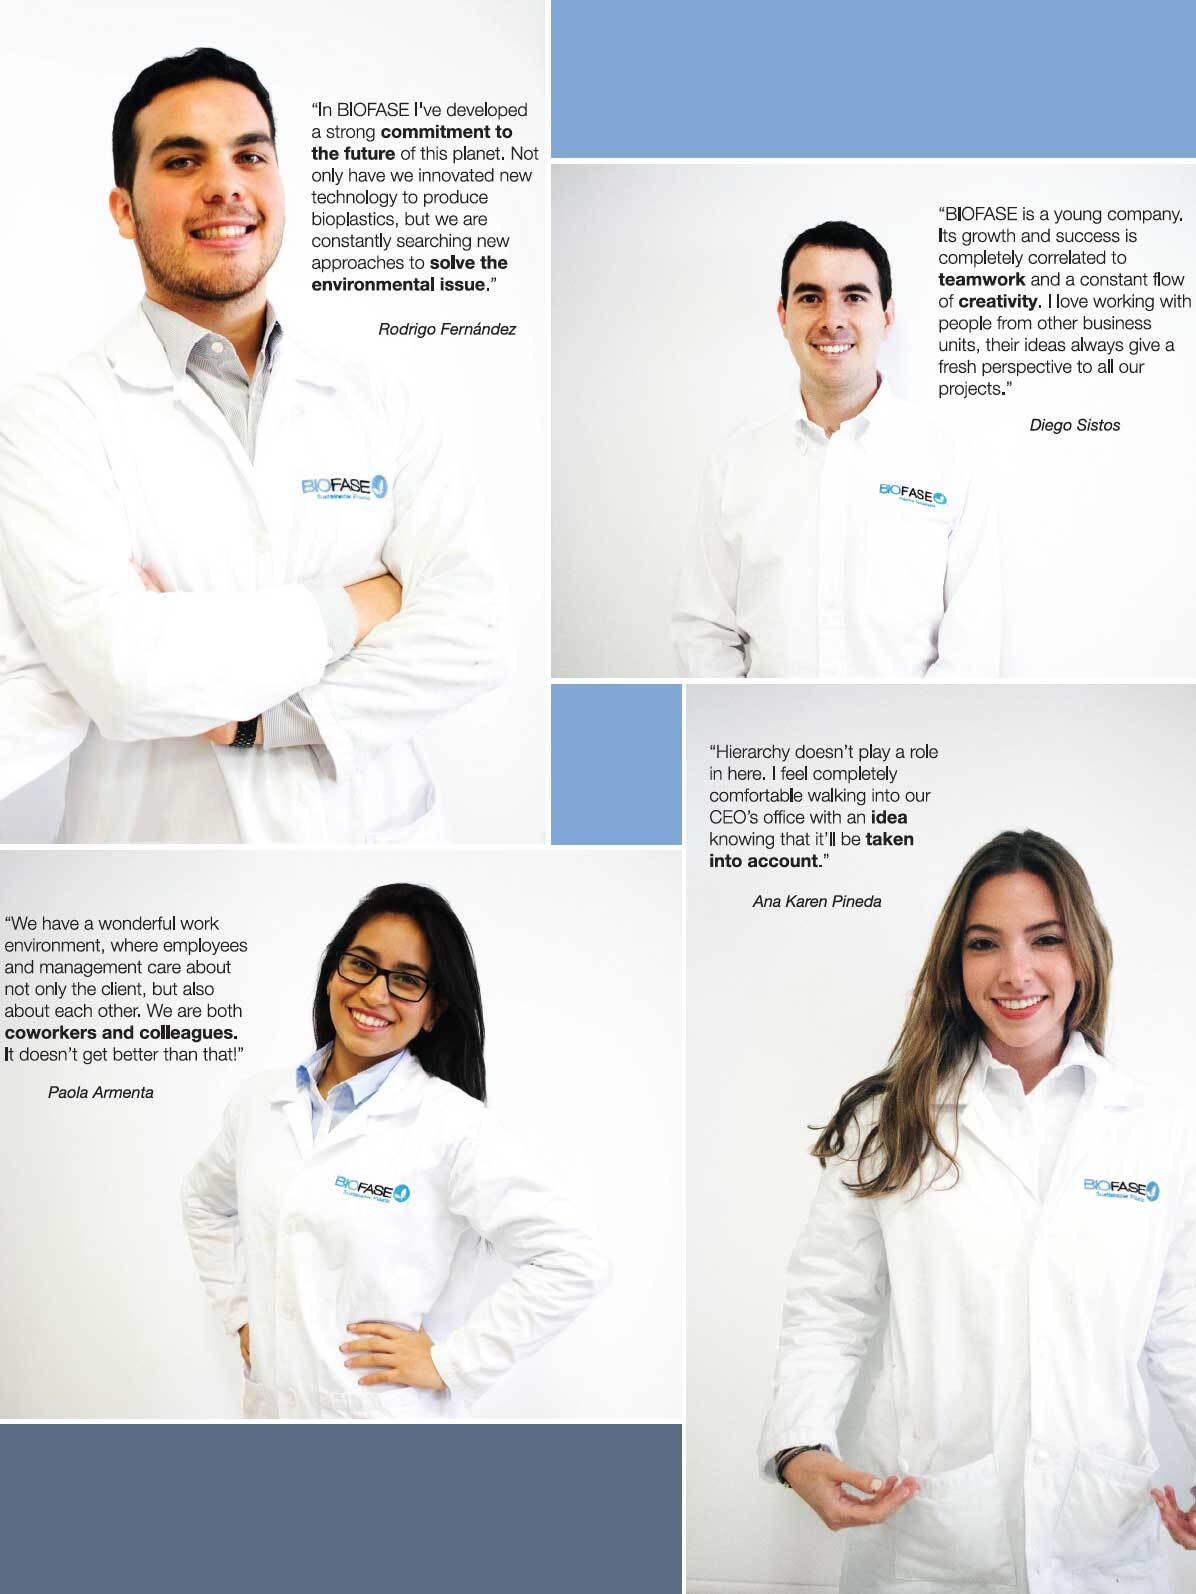 “In BIOFASE I've developed
a strong commitment to
the future of this planet. Not
only have we innovated new
technology to produce
bioplastics, but we are
constantly searching new
approaches to solve the
environmental issue.”
Rodrigo Fernández
BIOFASE
Sustainable Plastic
“BIOFASE is a young company.
Its growth and success is
completely correlated to
teamwork and a constant flow
of creativity. I love working with
people from other business
units, their ideas always give a
fresh perspective to all our
projects.”
Diego Sistos
BIOFASE
“Hierarchy doesn’t play a role
in here. I feel completely
comfortable walking into our
CEO’s office with an idea
knowing that it’ll be taken
into account.”
Ana Karen Pineda
BIOFASE
Sustainable Plastic
“We have a wonderful work
environment, where employees
and management care about
not only the client, but also
about each other. We are both
coworkers and colleagues.
It doesn’t get better than that!”
Paola Armenta
BIOFASE
Sustainable Plastic